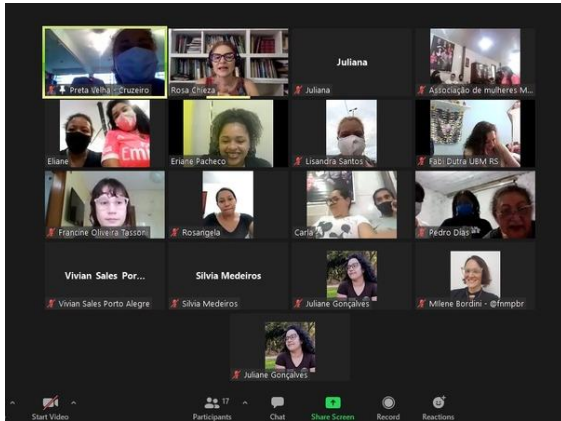 Preta Velha - Cruzeiro
Rosa Chieza
Juliana
Juliana
Associação de mulheres M...
Eliane
Eriane Pacheco
Lisandra Santos
Fabi Dutra UBM RS
Francine Oliveira Tasson
Rosangela
Carla
Pedro Dias
Vivian Sales Por...
Vivian Sales Porto Alegre
Silvia Medeiros
Silvia Medeiros
Juliane Gonçalves
Milene Bordini - @fnmpbr
Juliane Gonçalves
Start Video
Participants
17
Chat
Share Screen
Record
Reactions